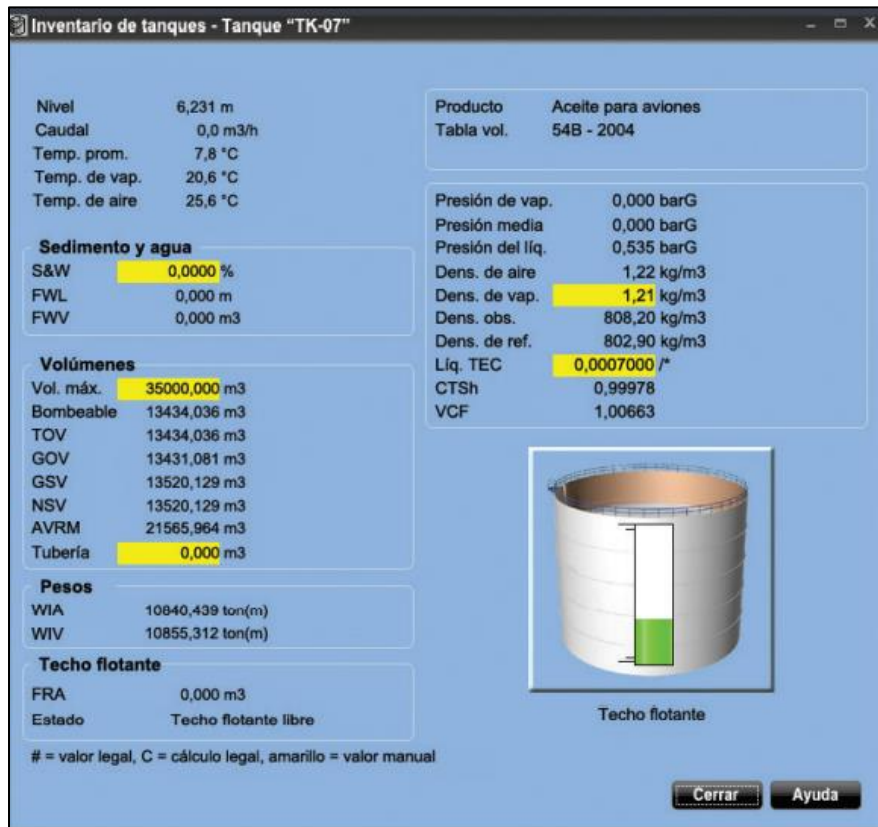 Inventario de tanques - Tanque “TK-07”
Nivel 6,231 m
Caudal 0,0 m3/h
Temp. prom. 7,8 °C
Temp. de vap. 20,6 °C
Temp. de aire 25,6 °C
Sedimento y agua
S&W 0,0000 %
FWL 0,000 m
FWV 0,000 m3
Volúmenes
Vol. máx. 35000,000 m3
Bombeable 13434,036 m3
TOV 13434,036 m3
GOV 13431,081 m3
GSV 13520,129 m3
NSV 13520,129 m3
AVRM 21565,964 m3
Tubería 0,000 m3
Pesos
WIA 10840,439 ton(m)
WIV 10855,312 ton(m)
Techo flotante
FRA 0,000 m3
Estado Techo flotante libre
# = valor legal, C = cálculo legal, amarillo = valor manual
Producto Aceite para aviones
Tabla vol. 54B - 2004
Presión de vap. 0,000 barG
Presión media 0,000 barG
Presión del líq. 0,535 barG
Dens. de aire 1,22 kg/m3
Dens. de vap. 1,21 kg/m3
Dens. obs. 808,20 kg/m3
Dens. de ref. 802,90 kg/m3
Líq. TEC 0,0007000 /*
CTSh 0,99978
VCF 1,00663
Techo flotante
Cerrar Ayuda